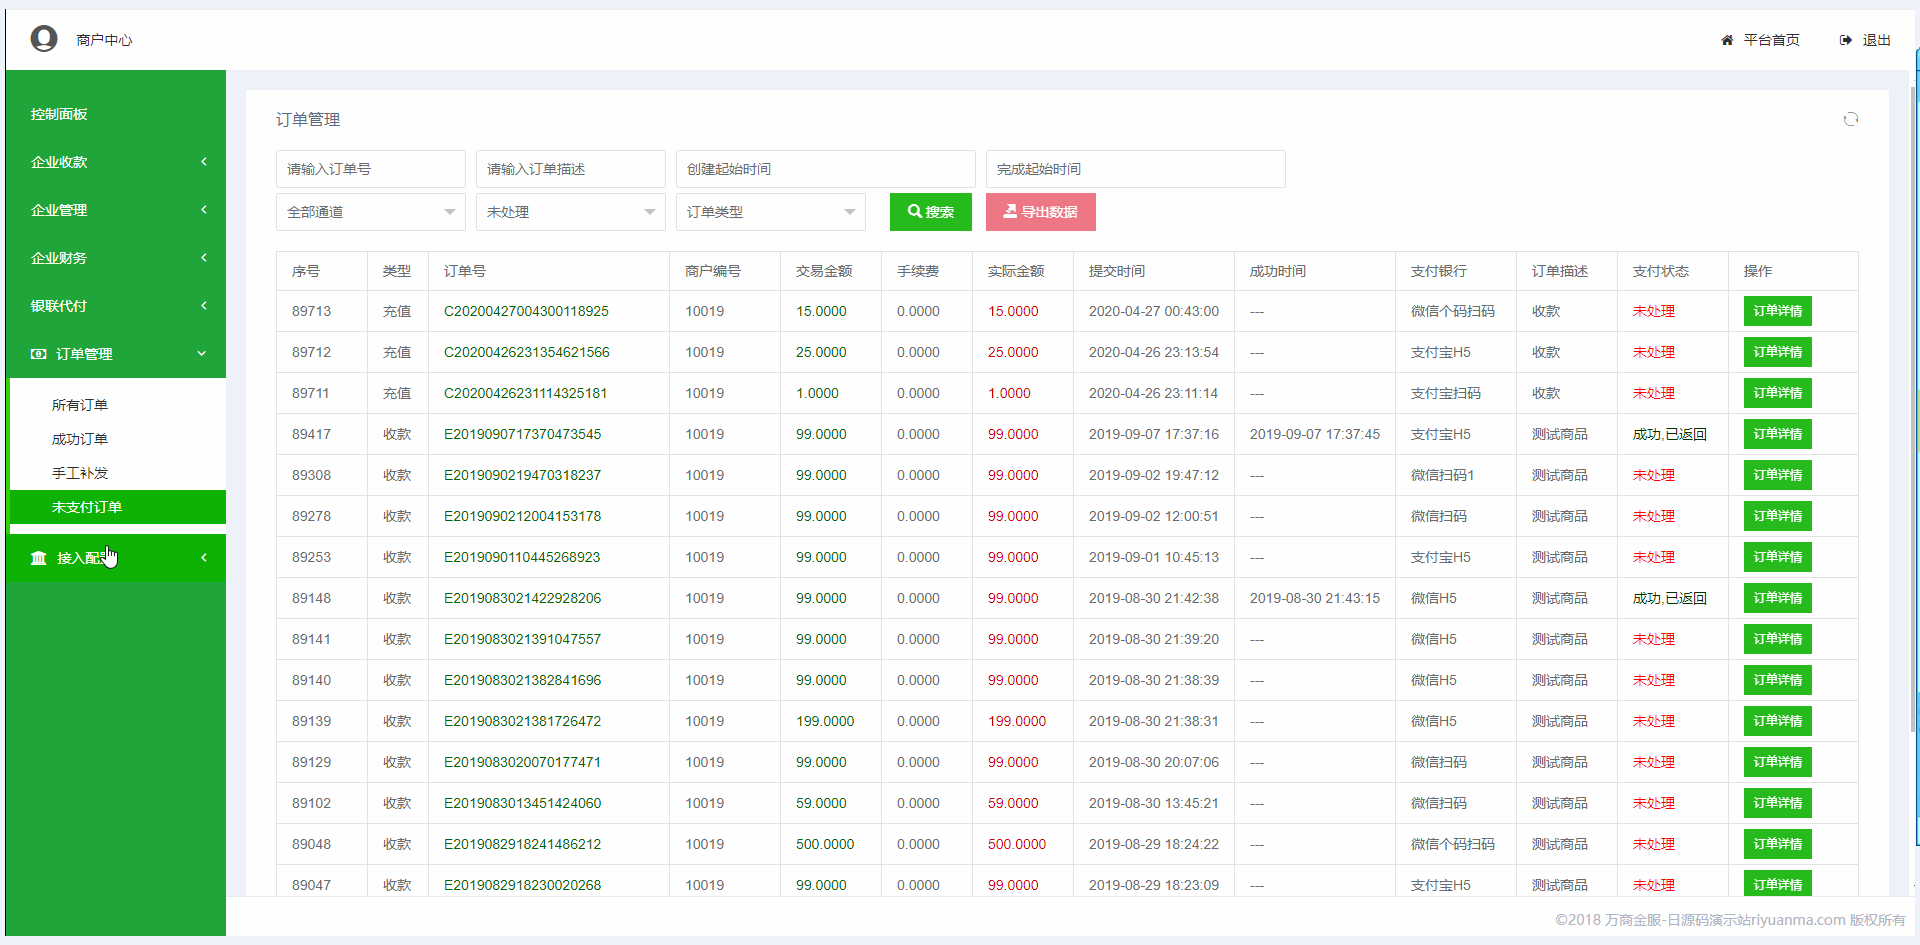 商户中心 平台首页 退出
控制面板
企业收款
企业管理
企业财务
银联代付
订单管理
所有订单
成功订单
手工补发
未支付订单
接入配
订单管理
请输入订单号 请输入订单描述 创建起始时间 完成起始时间
全部通道 未处理 订单类型 搜索 导出数据
序号 类型 订单号 商户编号 交易金额 手续费 实际金额 提交时间 成功时间 支付银行 订单描述 支付状态 操作
89713 充值 C20200427004300118925 10019 15.0000 0.0000 15.0000 2020-04-27 00:43:00 --- 微信个码扫码 收款 未处理 订单详情
89712 充值 C20200426231354621566 10019 25.0000 0.0000 25.0000 2020-04-26 23:13:54 --- 支付宝H5 收款 未处理 订单详情
89711 充值 C20200426231114325181 10019 1.0000 0.0000 1.0000 2020-04-26 23:11:14 --- 支付宝扫码 收款 未处理 订单详情
89417 收款 E2019090717370473545 10019 99.0000 0.0000 99.0000 2019-09-07 17:37:16 2019-09-07 17:37:45 支付宝H5 测试商品 成功,已返回 订单详情
89308 收款 E2019090219470318237 10019 99.0000 0.0000 99.0000 2019-09-02 19:47:12 --- 微信扫码1 测试商品 未处理 订单详情
89278 收款 E2019090212004153178 10019 99.0000 0.0000 99.0000 2019-09-02 12:00:51 --- 微信扫码 测试商品 未处理 订单详情
89253 收款 E2019090110445268923 10019 99.0000 0.0000 99.0000 2019-09-01 10:45:13 --- 支付宝H5 测试商品 未处理 订单详情
89148 收款 E2019083021422928206 10019 99.0000 0.0000 99.0000 2019-08-30 21:42:38 2019-08-30 21:43:15 微信H5 测试商品 成功,已返回 订单详情
89141 收款 E2019083021391047557 10019 99.0000 0.0000 99.0000 2019-08-30 21:39:20 --- 微信H5 测试商品 未处理 订单详情
89140 收款 E2019083021382841696 10019 99.0000 0.0000 99.0000 2019-08-30 21:38:39 --- 微信H5 测试商品 未处理 订单详情
89139 收款 E2019083021381726472 10019 199.0000 0.0000 199.0000 2019-08-30 21:38:31 --- 微信H5 测试商品 未处理 订单详情
89129 收款 E2019083020070177471 10019 99.0000 0.0000 99.0000 2019-08-30 20:07:06 --- 微信扫码 测试商品 未处理 订单详情
89102 收款 E2019083013451424060 10019 59.0000 0.0000 59.0000 2019-08-30 13:45:21 --- 微信扫码 测试商品 未处理 订单详情
89048 收款 E2019082918241486212 10019 500.0000 0.0000 500.0000 2019-08-29 18:24:22 --- 微信个码扫码 测试商品 未处理 订单详情
89047 收款 E2019082918230020268 10019 99.0000 0.0000 99.0000 2019-08-29 18:23:09 --- 支付宝H5 测试商品 未处理 订单详情
©2018 万商金服-日源码演示站riyuanma.com 版权所有